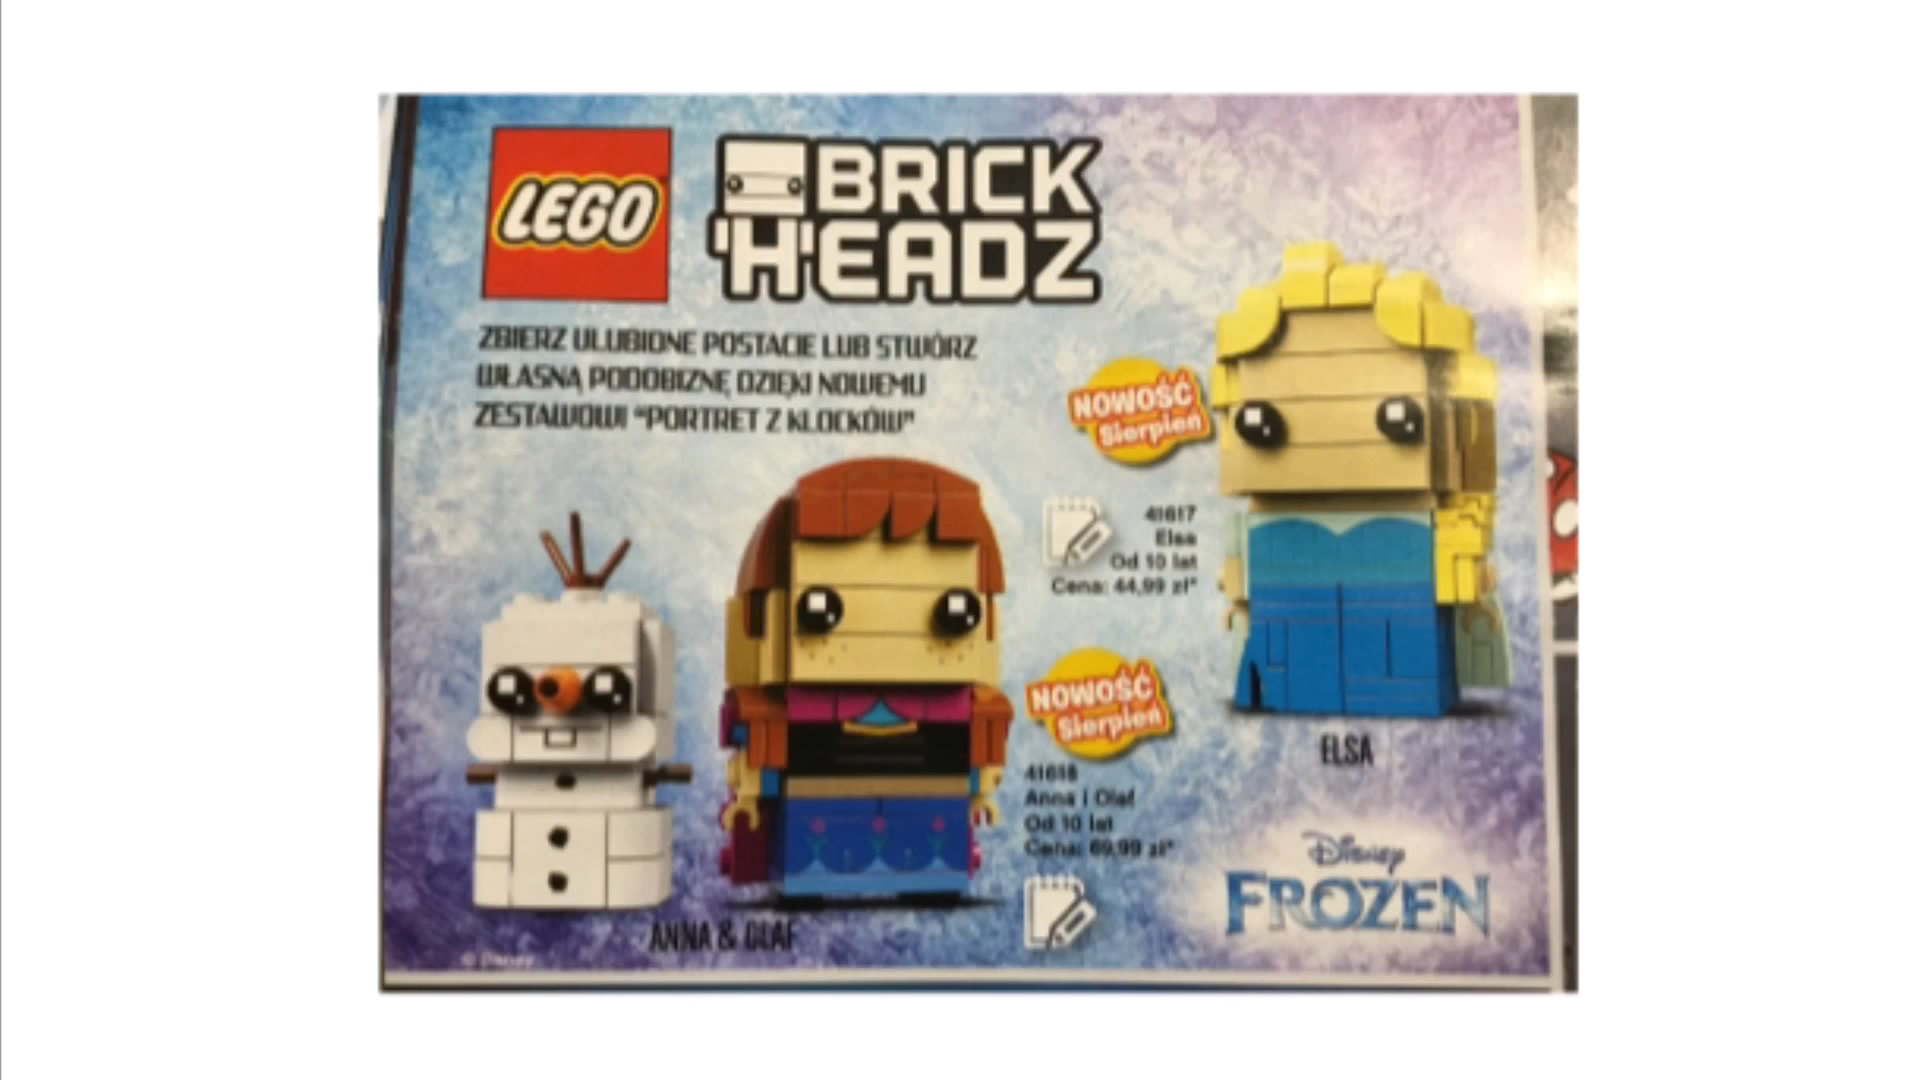 LEGO
BRICK
HEADZ
ZBIERZ ULUBIONE POSTACIE LUB STWÓRZ
WŁASNĄ PODOBIZNĘ DZIĘKI NOWEMU
ZESTAWOWI "PORTRET Z KLOCKÓW"
NOWOŚĆ
Sierpień
41617
Elsa
Od 10 lat
Cena: 44,99 zł*
NOWOŚĆ
Sierpień
41618
Anna i Olaf
Od 10 lat
Cena: 69,99 zł*
ELSA
ANNA & OLAF
Disney
FROZEN
© Disney